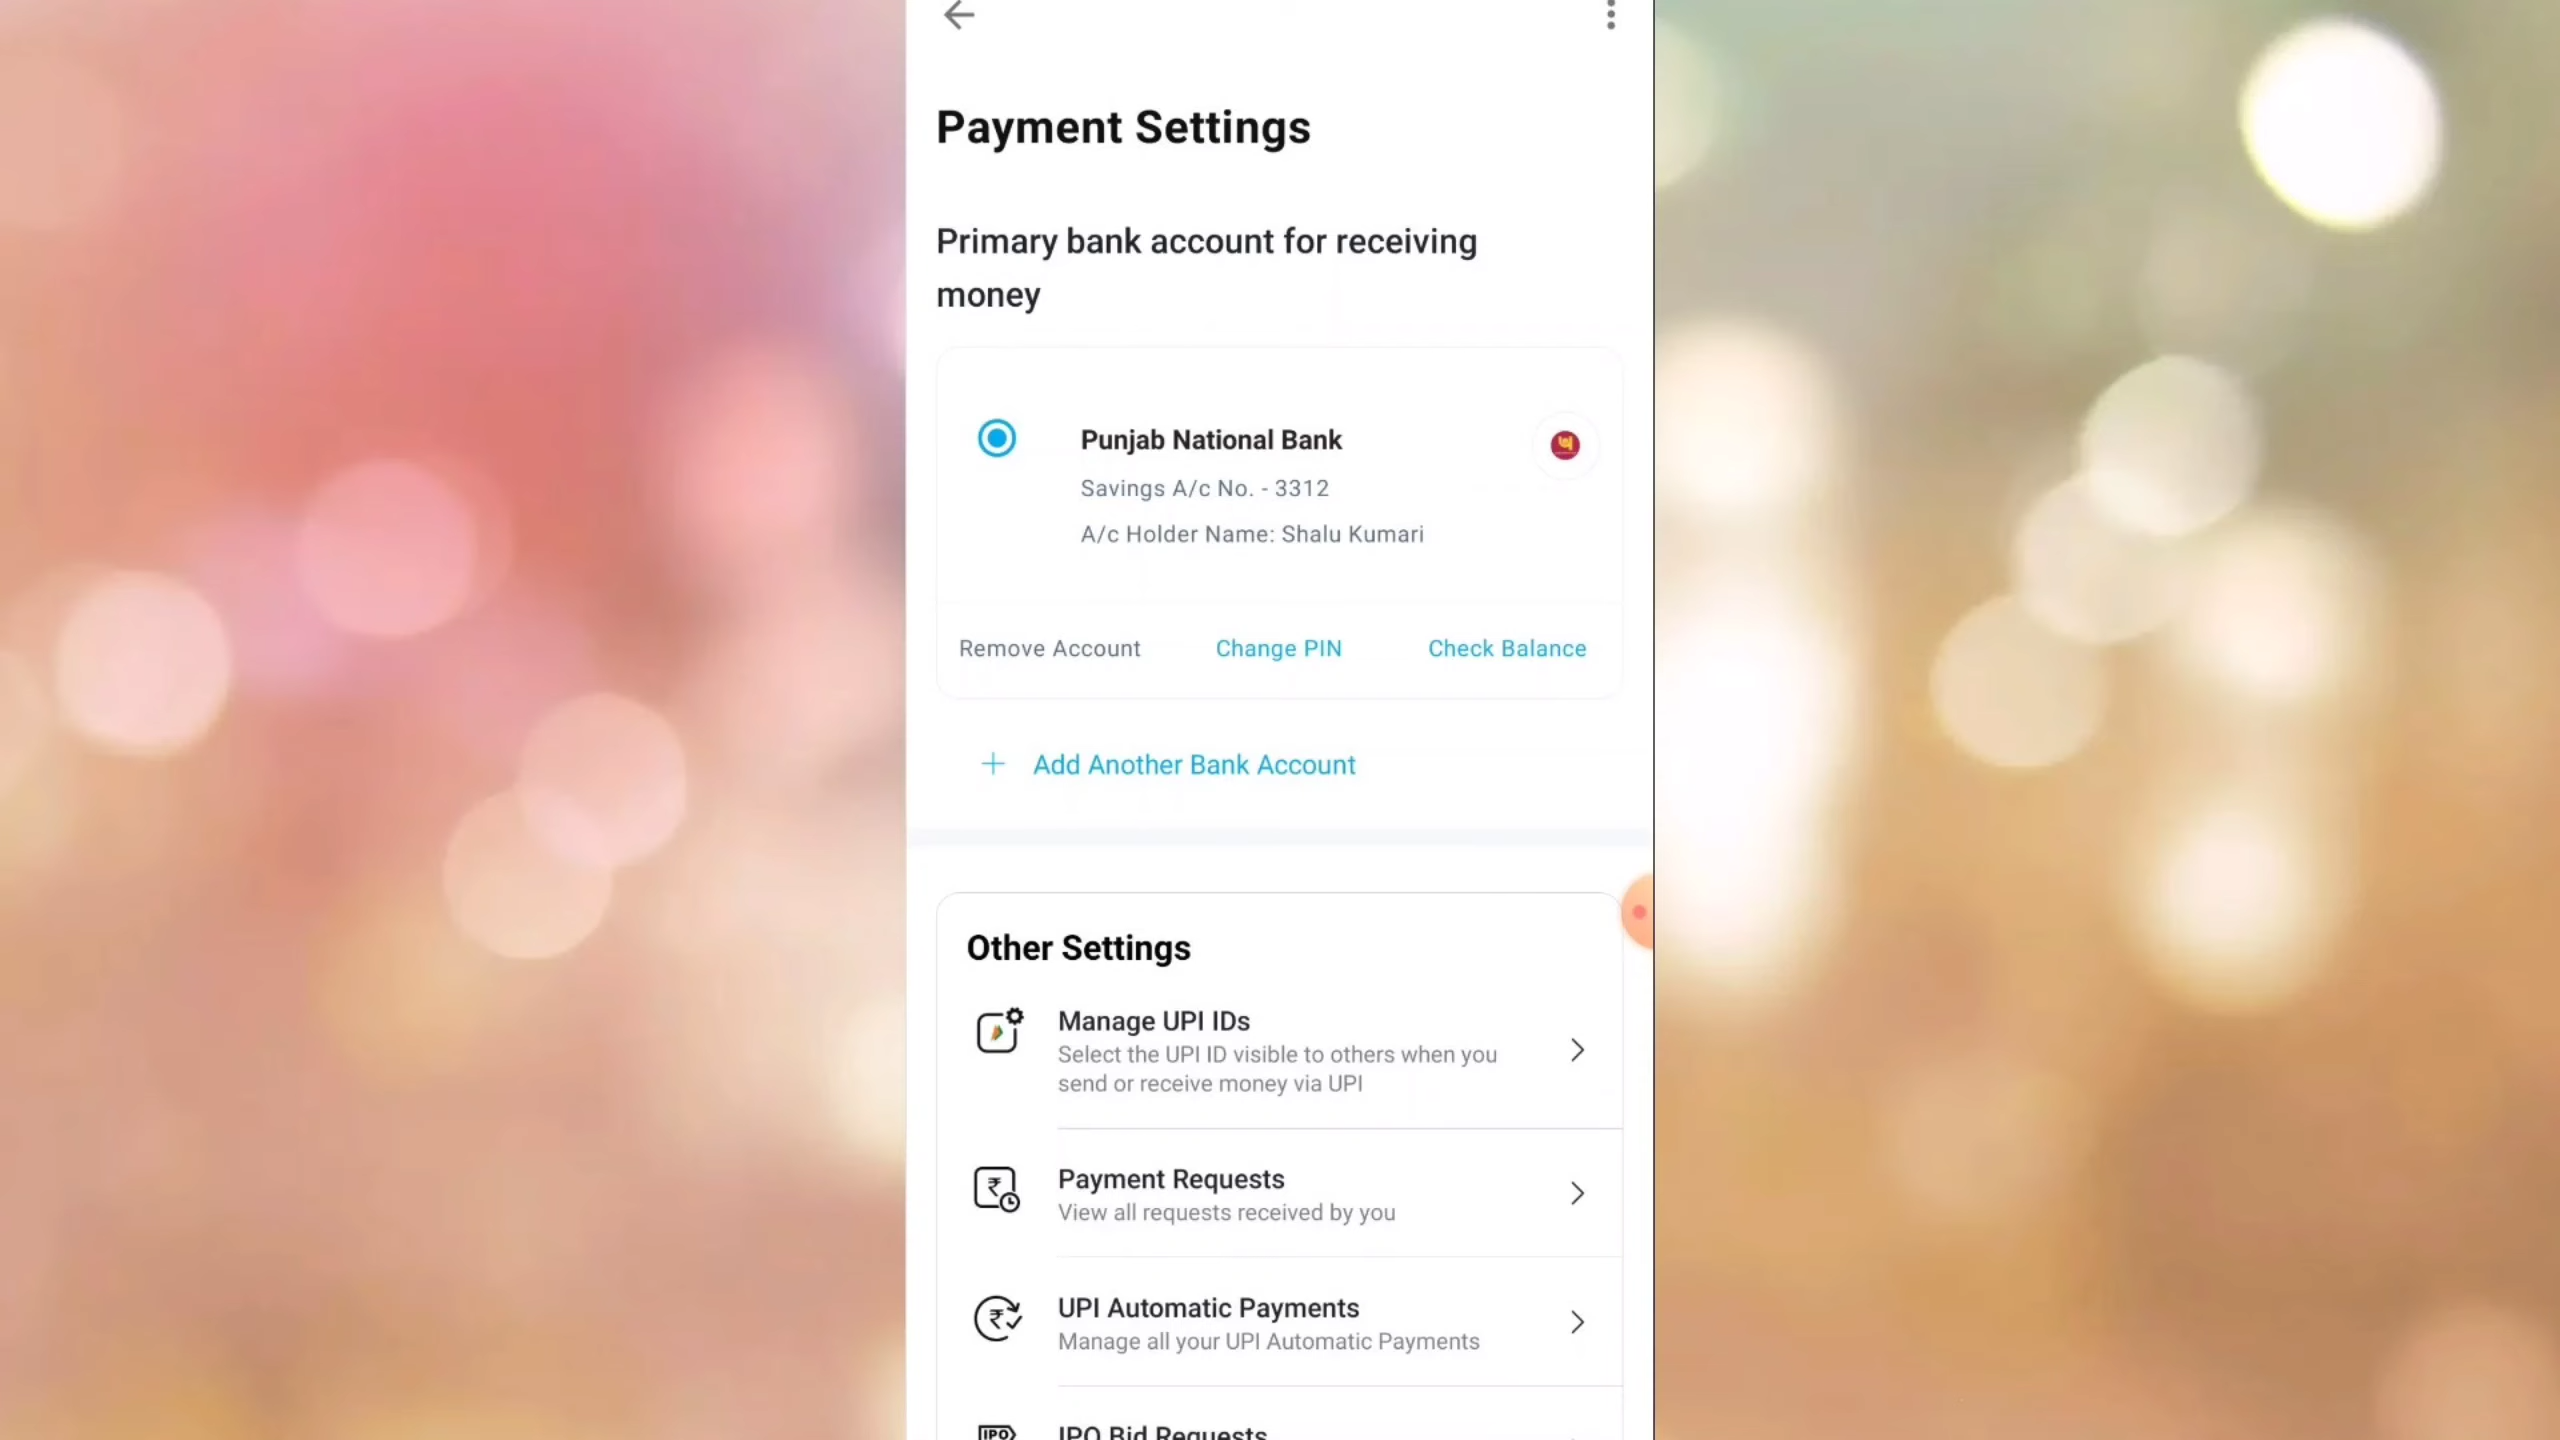 Payment Settings
Primary bank account for receiving
money
Punjab National Bank
Savings A/c No. - 3312
A/c Holder Name: Shalu Kumari
Remove Account
Change PIN
Check Balance
+ Add Another Bank Account
Other Settings
Manage UPI IDs
Select the UPI ID visible to others when you
send or receive money via UPI
Payment Requests
View all requests received by you
UPI Automatic Payments
Manage all your UPI Automatic Payments
IPO
IPO Bid Requests